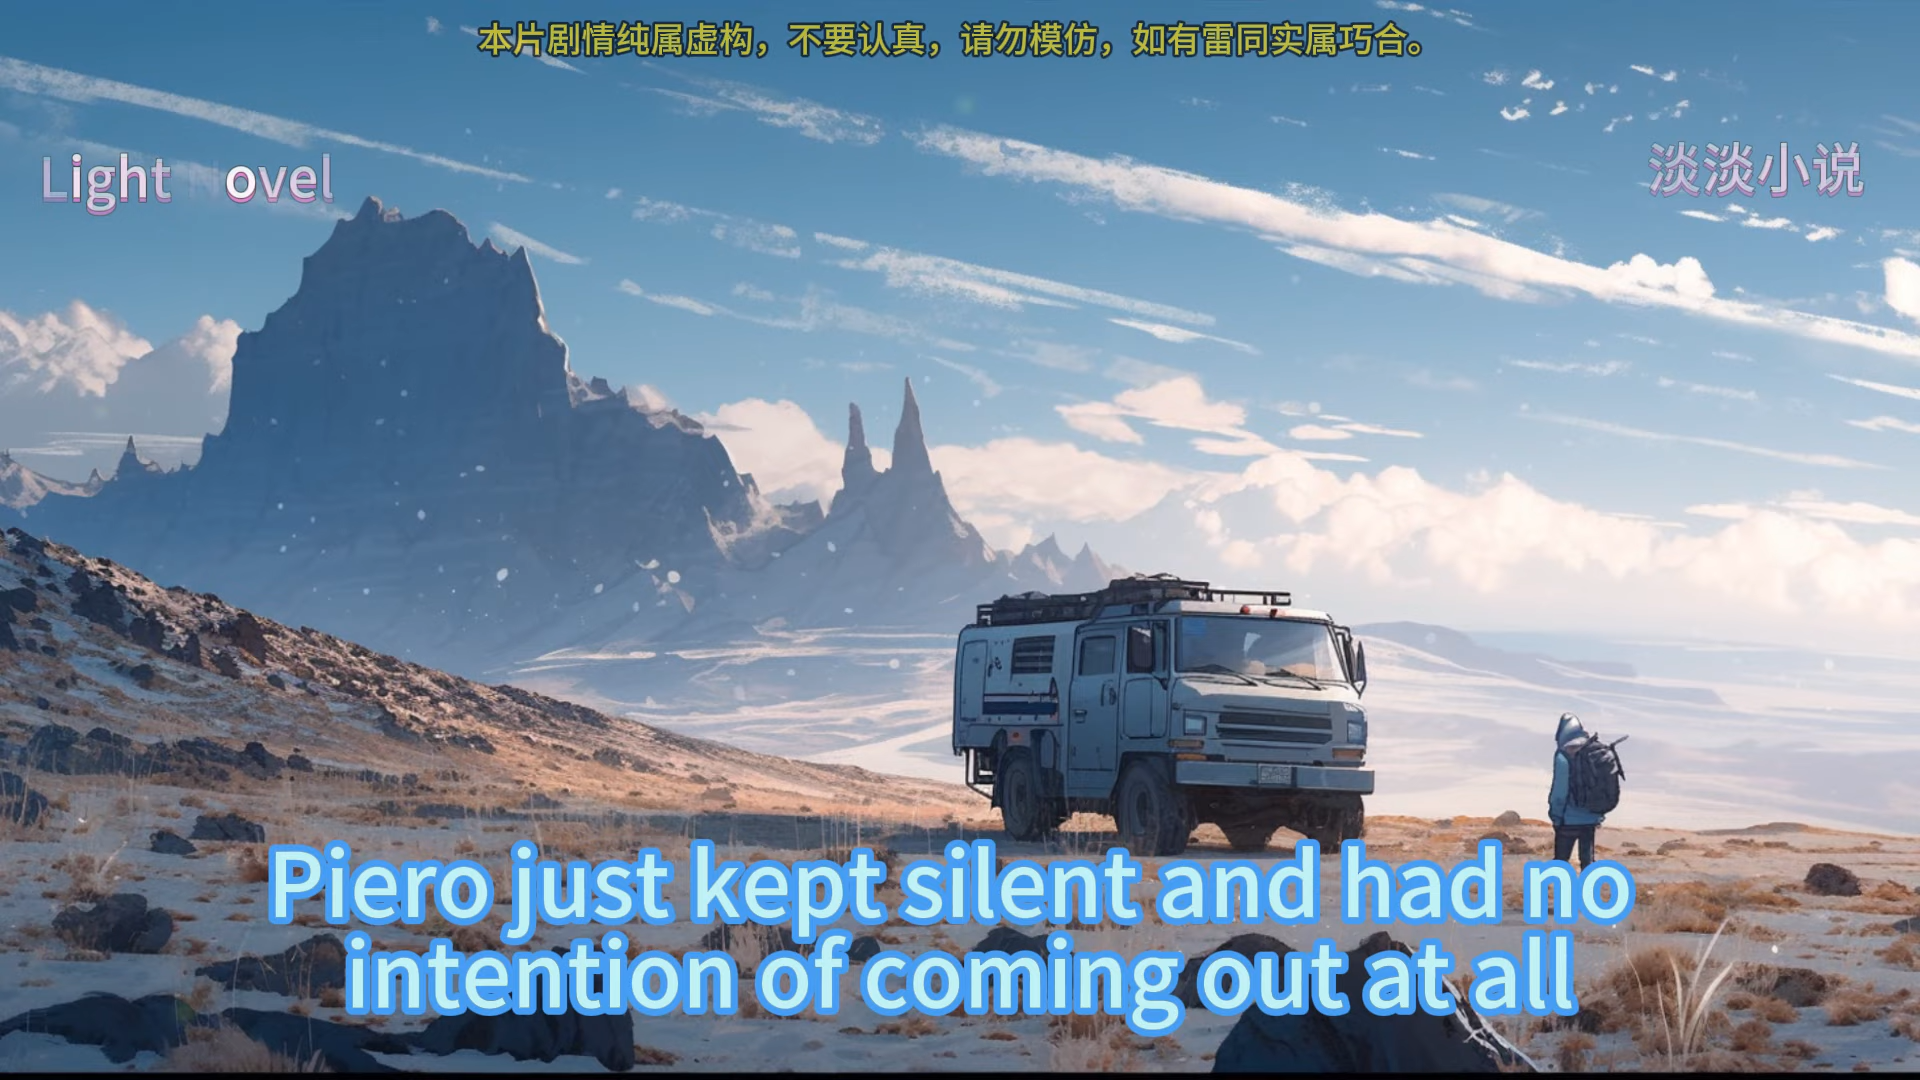 本片剧情纯属虚构，不要认真，请勿模仿，如有雷同实属巧合。
Light Novel
淡淡小说
Piero just kept silent and had no
intention of coming out at all